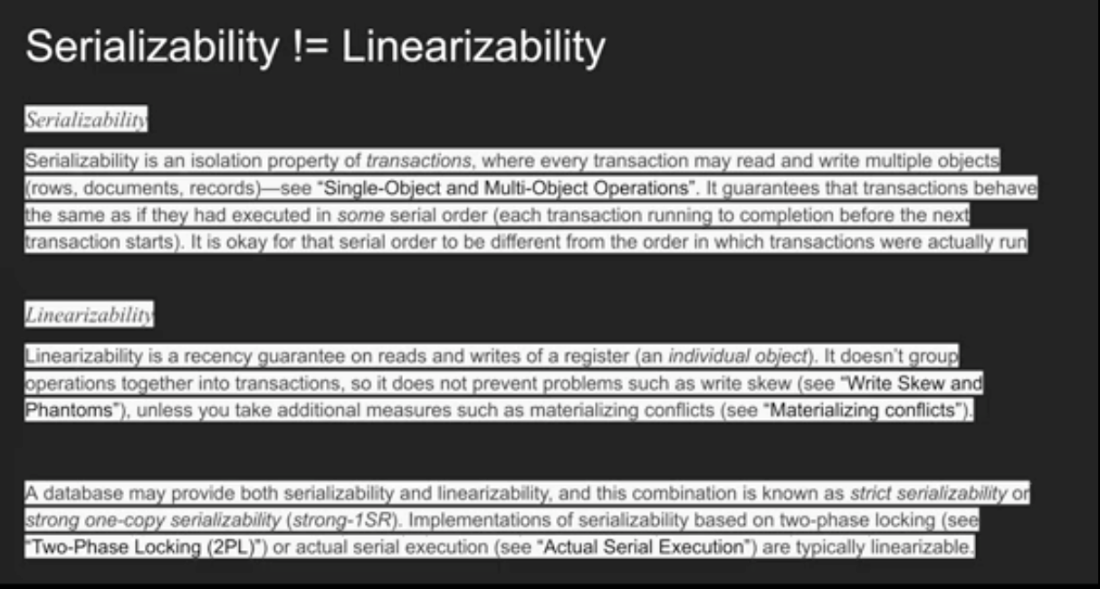 Serializability != Linearizability
Serializability
Serializability is an isolation property of transactions, where every transaction may read and write multiple objects
(rows, documents, records)—see “Single-Object and Multi-Object Operations”. It guarantees that transactions behave
the same as if they had executed in some serial order (each transaction running to completion before the next
transaction starts). It is okay for that serial order to be different from the order in which transactions were actually run
Linearizability
Linearizability is a recency guarantee on reads and writes of a register (an individual object). It doesn’t group
operations together into transactions, so it does not prevent problems such as write skew (see “Write Skew and
Phantoms”), unless you take additional measures such as materializing conflicts (see “Materializing conflicts”).
A database may provide both serializability and linearizability, and this combination is known as strict serializability or
strong one-copy serializability (strong-1SR). Implementations of serializability based on two-phase locking (see
“Two-Phase Locking (2PL)”) or actual serial execution (see “Actual Serial Execution”) are typically linearizable.